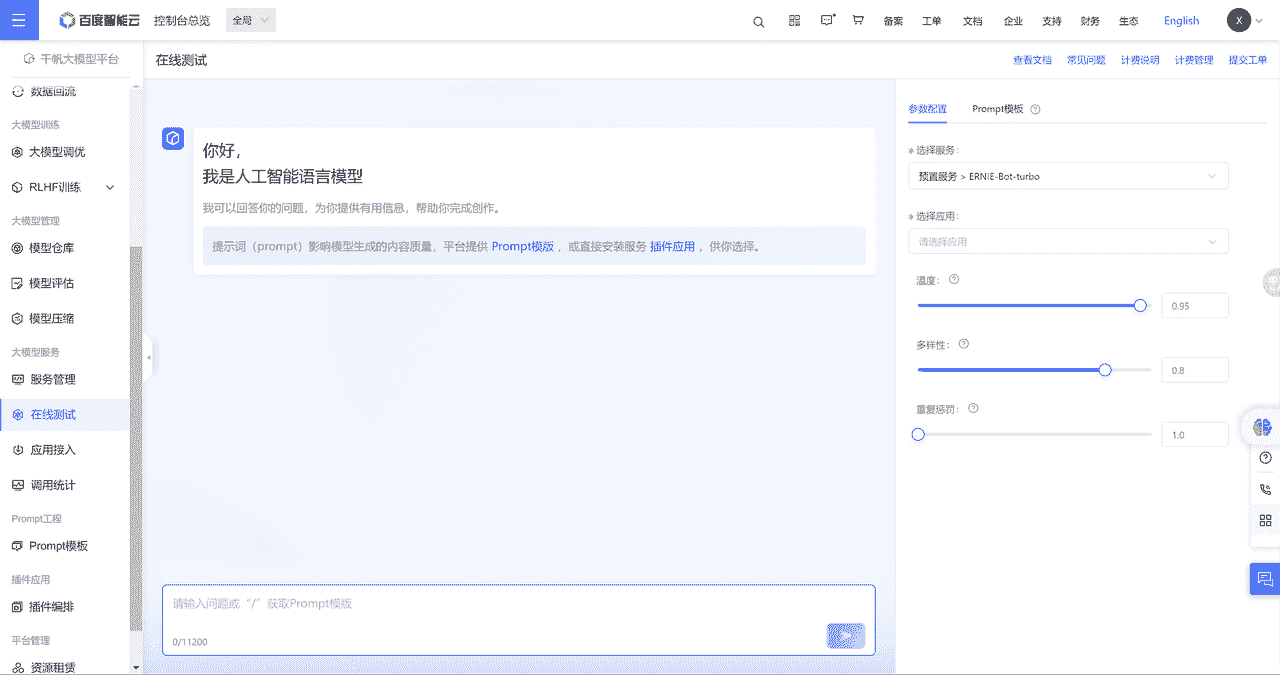 百度智能云 控制台总览 全局 备案 工单 文档 企业 支持 财务 生态 English X
千帆大模型平台
数据回流
大模型训练
大模型调优
RLHF训练
大模型管理
模型仓库
模型评估
模型压缩
大模型服务
服务管理
在线测试
应用接入
调用统计
Prompt工程
Prompt模板
插件应用
插件编排
平台管理
资源租赁
在线测试
查看文档 常见问题 计费说明 计费管理 提交工单
你好，
我是人工智能语言模型
我可以回答你的问题，为你提供有用信息，帮助你完成创作。
提示词（prompt）影响模型生成的内容质量，平台提供 Prompt模版 ，或直接安装服务 插件应用 ，供你选择。
请输入问题或“/”获取Prompt模版
0/11200
参数配置 Prompt模板
* 选择服务：
预置服务 > ERNIE-Bot-turbo
* 选择应用：
请选择应用
温度：
0.95
多样性：
0.8
重复惩罚：
1.0